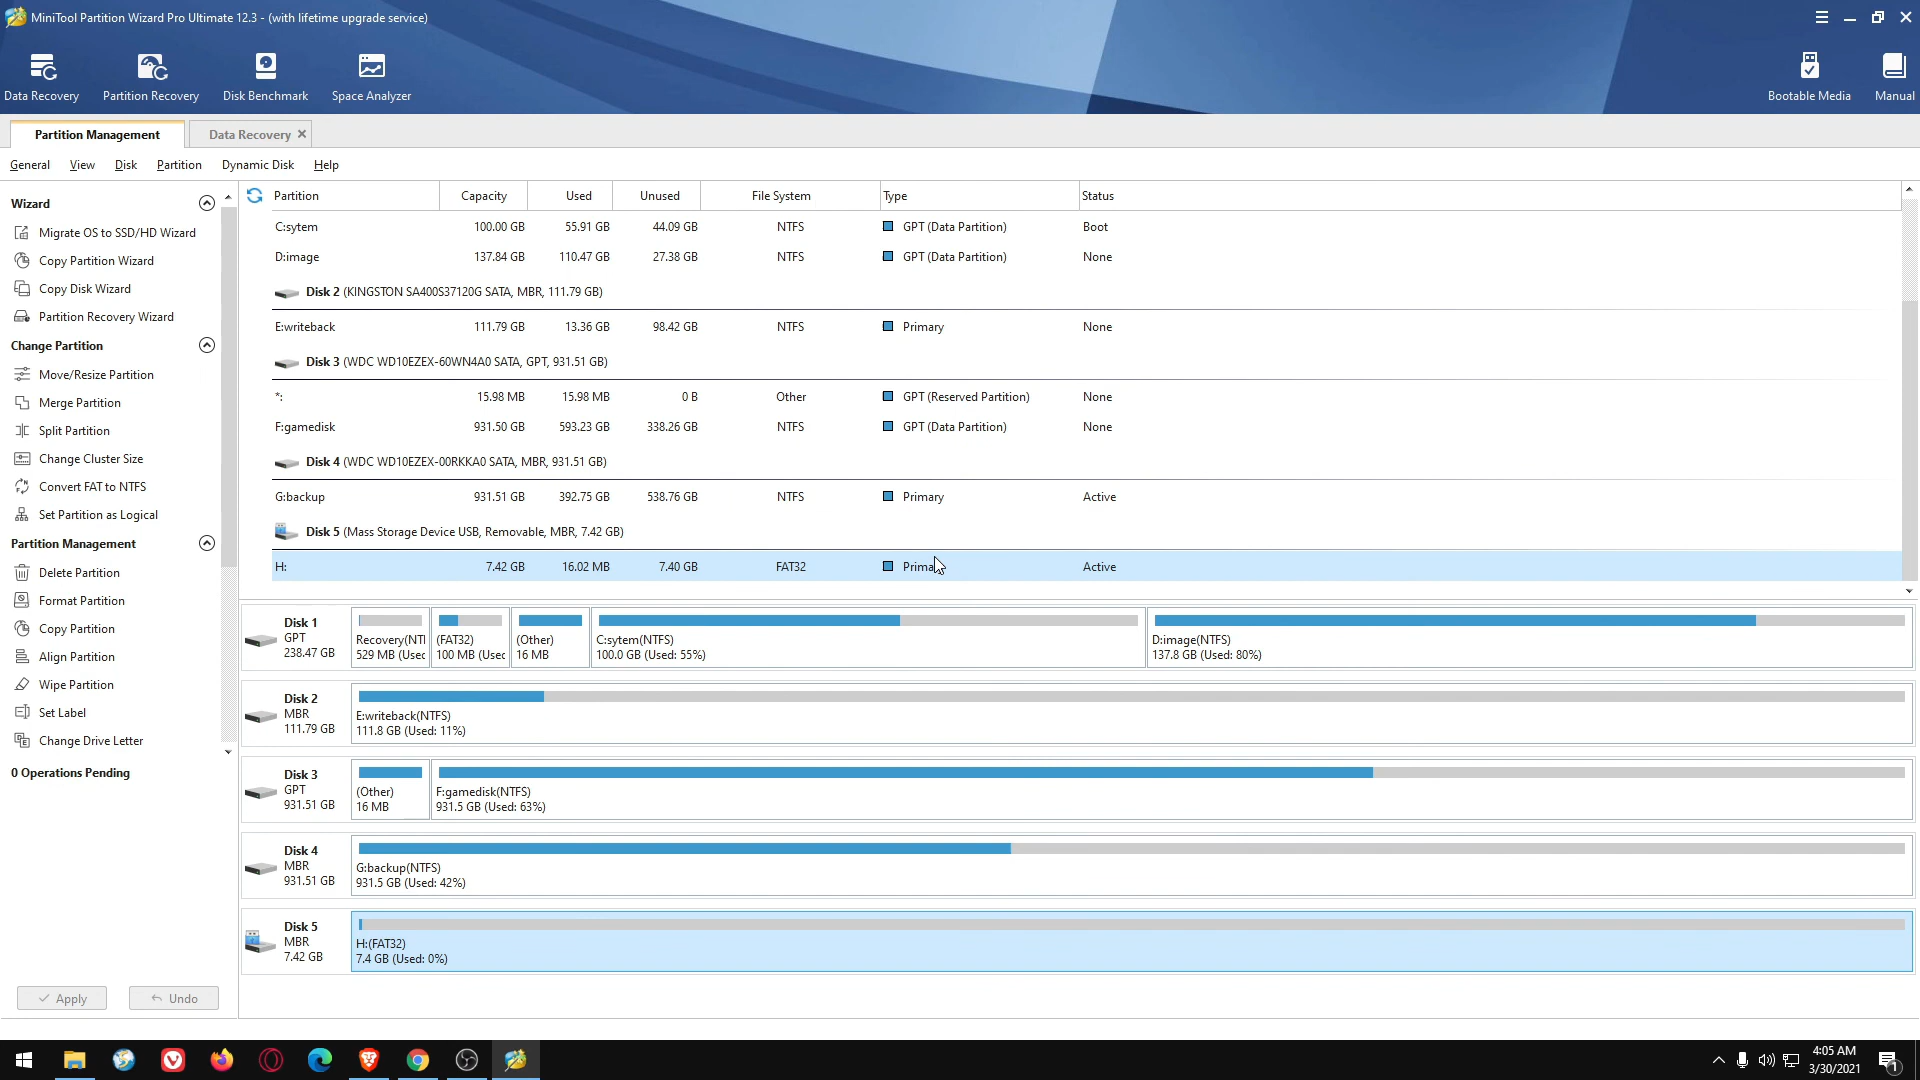 MiniTool Partition Wizard Pro Ultimate 12.3 - (with lifetime upgrade service)
Data Recovery Partition Recovery Disk Benchmark Space Analyzer Bootable Media Manual
Partition Management Data Recovery
General View Disk Partition Dynamic Disk Help
Wizard
Migrate OS to SSD/HD Wizard
Copy Partition Wizard
Copy Disk Wizard
Partition Recovery Wizard
Change Partition
Move/Resize Partition
Merge Partition
Split Partition
Change Cluster Size
Convert FAT to NTFS
Set Partition as Logical
Partition Management
Delete Partition
Format Partition
Copy Partition
Align Partition
Wipe Partition
Set Label
Change Drive Letter
0 Operations Pending
Apply Undo
Partition Capacity Used Unused File System Type Status
C:sytem 100.00 GB 55.91 GB 44.09 GB NTFS GPT (Data Partition) Boot
D:image 137.84 GB 110.47 GB 27.38 GB NTFS GPT (Data Partition) None
Disk 2 (KINGSTON SA400S37120G SATA, MBR, 111.79 GB)
E:writeback 111.79 GB 13.36 GB 98.42 GB NTFS Primary None
Disk 3 (WDC WD10EZEX-60WN4A0 SATA, GPT, 931.51 GB)
*: 15.98 MB 15.98 MB 0 B Other GPT (Reserved Partition) None
F:gamedisk 931.50 GB 593.23 GB 338.26 GB NTFS GPT (Data Partition) None
Disk 4 (WDC WD10EZEX-00RKKA0 SATA, MBR, 931.51 GB)
G:backup 931.51 GB 392.75 GB 538.76 GB NTFS Primary Active
Disk 5 (Mass Storage Device USB, Removable, MBR, 7.42 GB)
H: 7.42 GB 16.02 MB 7.40 GB FAT32 Primary Active
Disk 1
GPT
238.47 GB
Recovery(NTI
529 MB (Usec
(FAT32)
100 MB (Usec
(Other)
16 MB
C:sytem(NTFS)
100.0 GB (Used: 55%)
D:image(NTFS)
137.8 GB (Used: 80%)
Disk 2
MBR
111.79 GB
E:writeback(NTFS)
111.8 GB (Used: 11%)
Disk 3
GPT
931.51 GB
(Other)
16 MB
F:gamedisk(NTFS)
931.5 GB (Used: 63%)
Disk 4
MBR
931.51 GB
G:backup(NTFS)
931.5 GB (Used: 42%)
Disk 5
MBR
7.42 GB
H:(FAT32)
7.4 GB (Used: 0%)
4:05 AM
3/30/2021
1